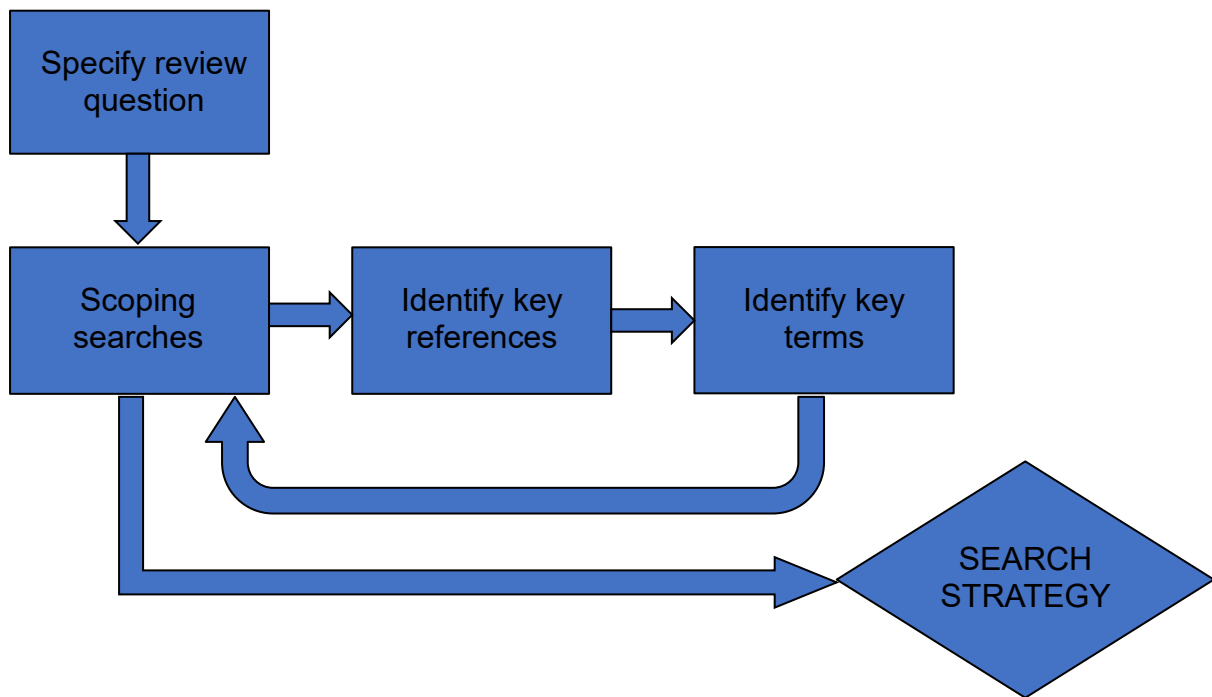 Specify review
question
Scoping
searches
Identify key
references
Identify key
terms
SEARCH
STRATEGY